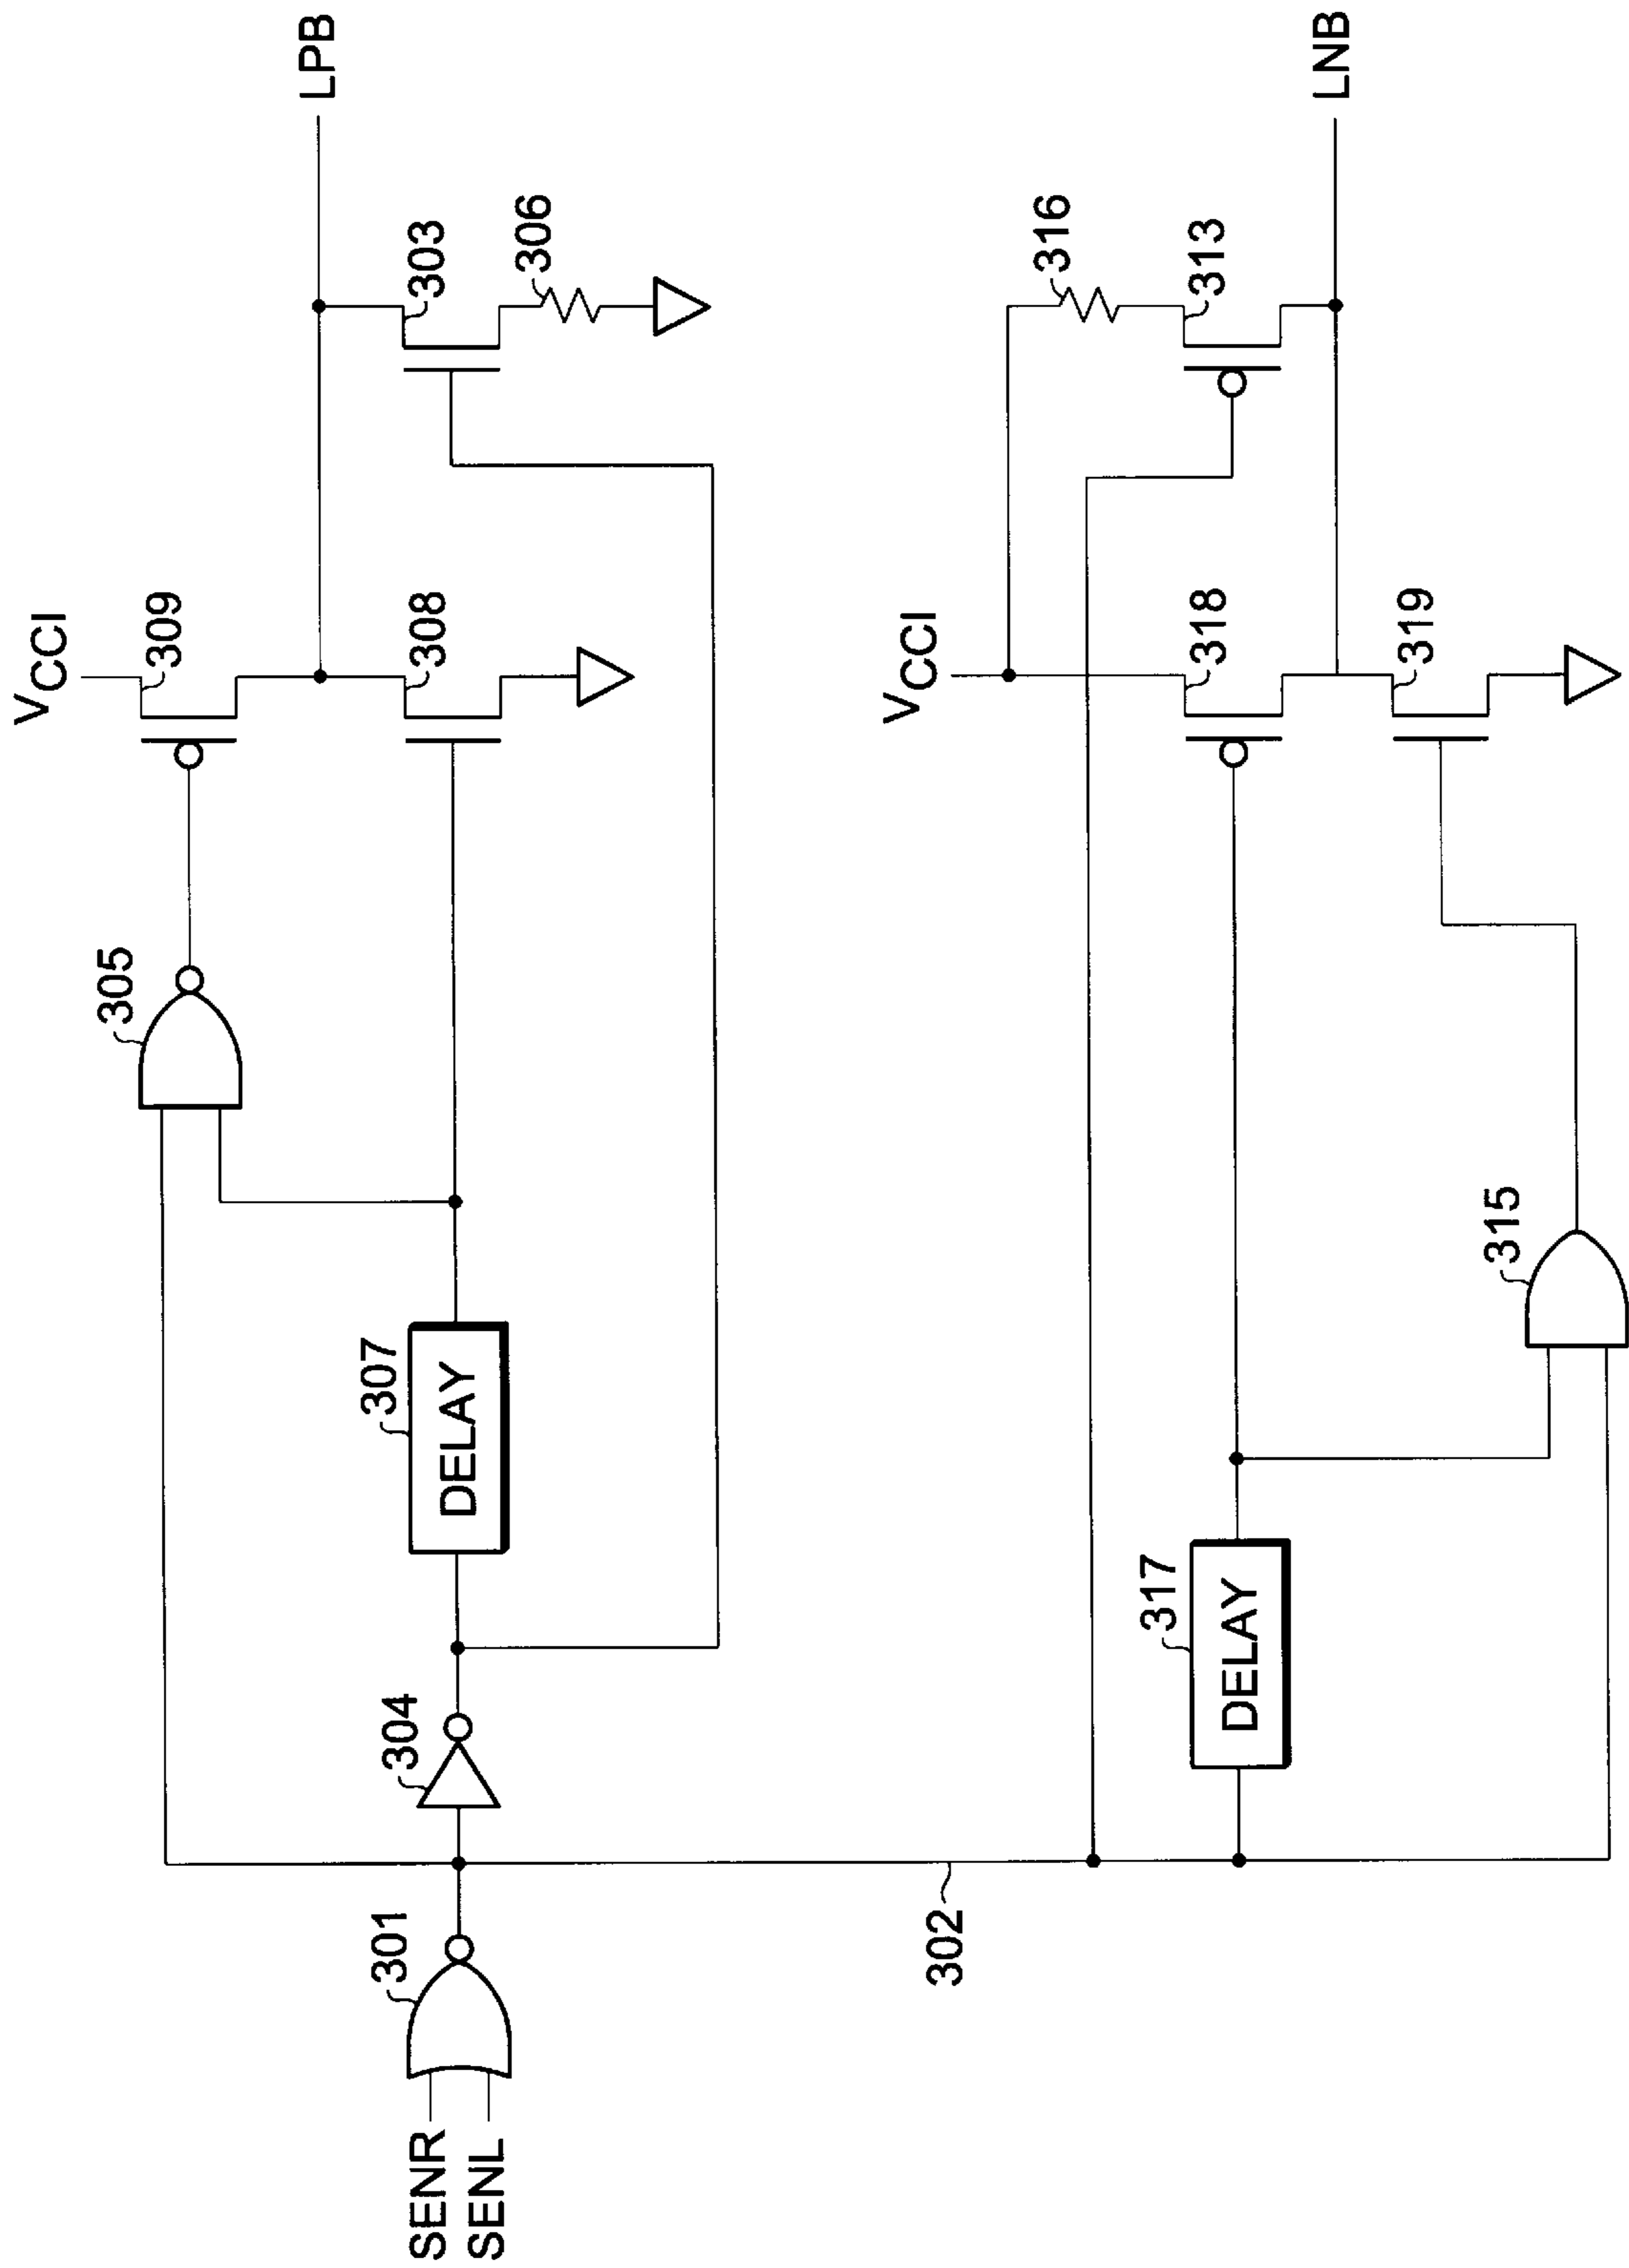 SENR
SENL
301
302
304
DELAY
307
305
VCCI
309
308
LPB
303
306
DELAY
317
315
VCCI
318
319
316
313
LNB